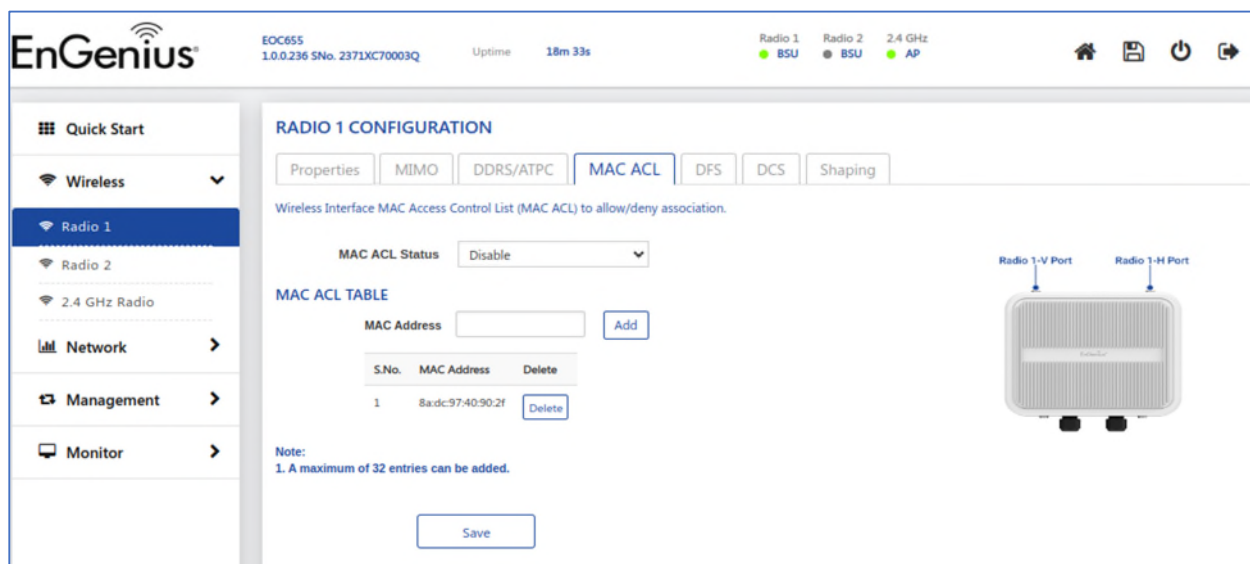 EnGenius®
EOC655
1.0.0.236 SNo. 2371XC70003Q
Uptime 18m 33s
Radio 1 Radio 2 2.4 GHz
BSU BSU AP
Quick Start
Wireless
Radio 1
Radio 2
2.4 GHz Radio
Network
Management
Monitor
RADIO 1 CONFIGURATION
Properties MIMO DDRS/ATPC MAC ACL DFS DCS Shaping
Wireless Interface MAC Access Control List (MAC ACL) to allow/deny association.
MAC ACL Status Disable
MAC ACL TABLE
MAC Address Add
S.No. MAC Address Delete
1 8a:dc:97:40:90:2f Delete
Note:
1. A maximum of 32 entries can be added.
Save
Radio 1-V Port Radio 1-H Port
EnGenius